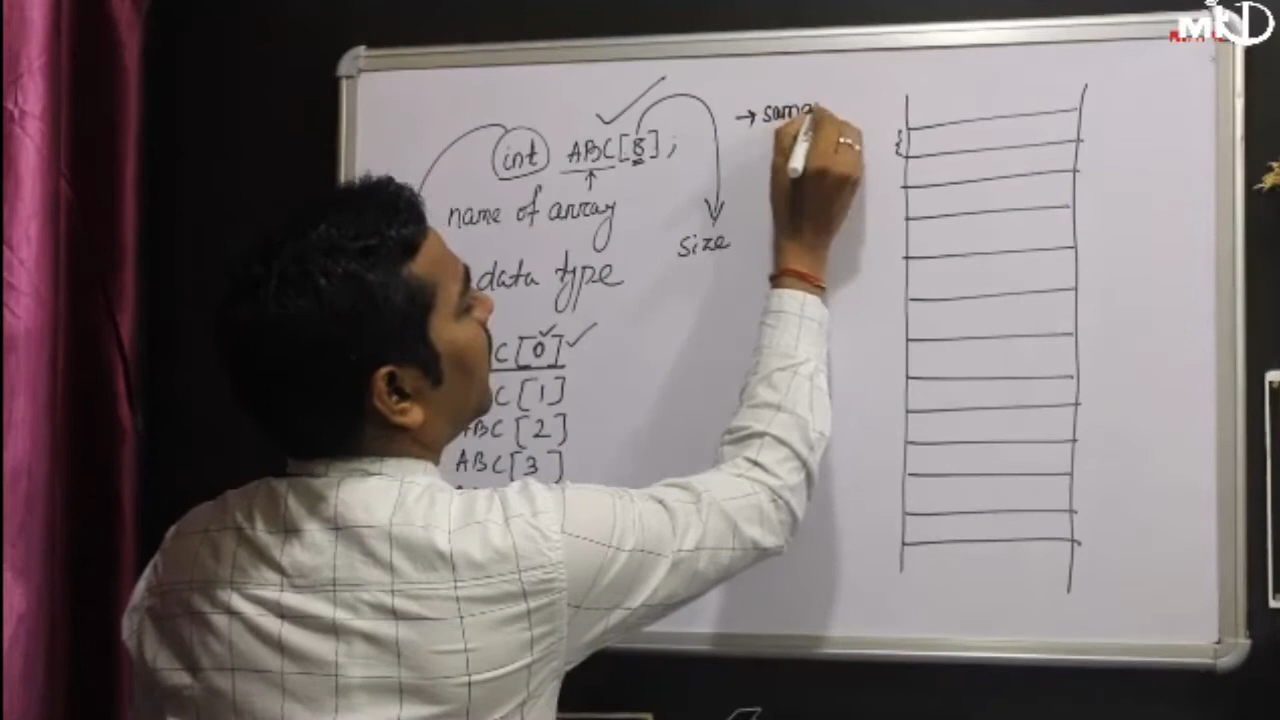 int ABC[8];
name of array
size
data type
C[0]
C[1]
ABC[2]
ABC[3]
→ same